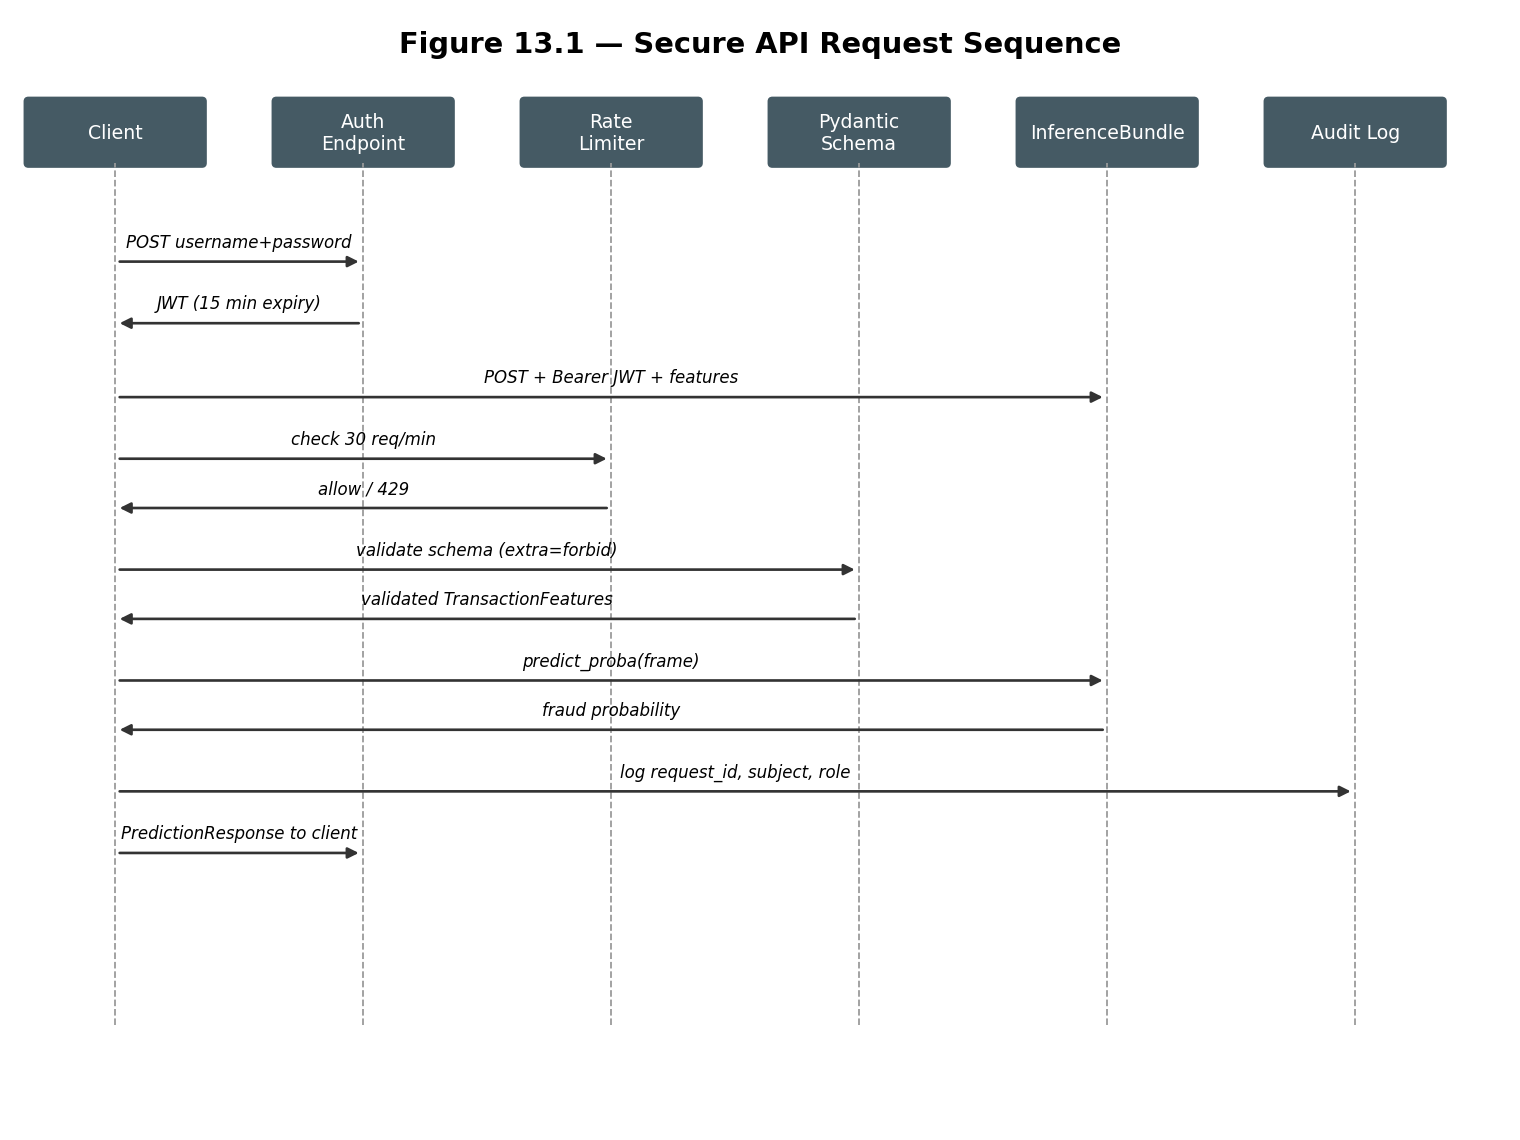 Figure 13.1 — Secure API Request Sequence
Client
Auth
Endpoint
Rate
Limiter
Pydantic
Schema
InferenceBundle
Audit Log
POST username+password
JWT (15 min expiry)
POST + Bearer JWT + features
check 30 req/min
allow / 429
validate schema (extra=forbid)
validated TransactionFeatures
predict_proba(frame)
fraud probability
log request_id, subject, role
PredictionResponse to client